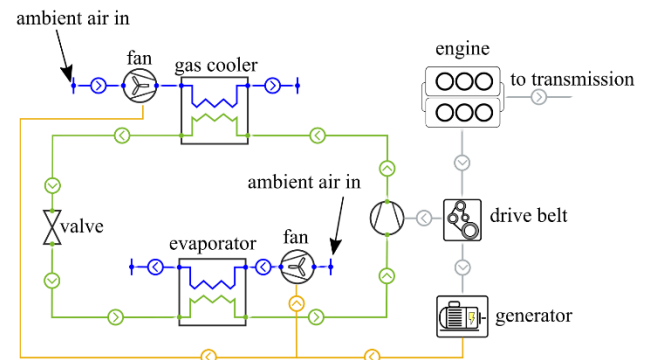 ambient air in
fan
gas cooler
engine
to transmission
ambient air in
valve
evaporator
fan
drive belt
generator